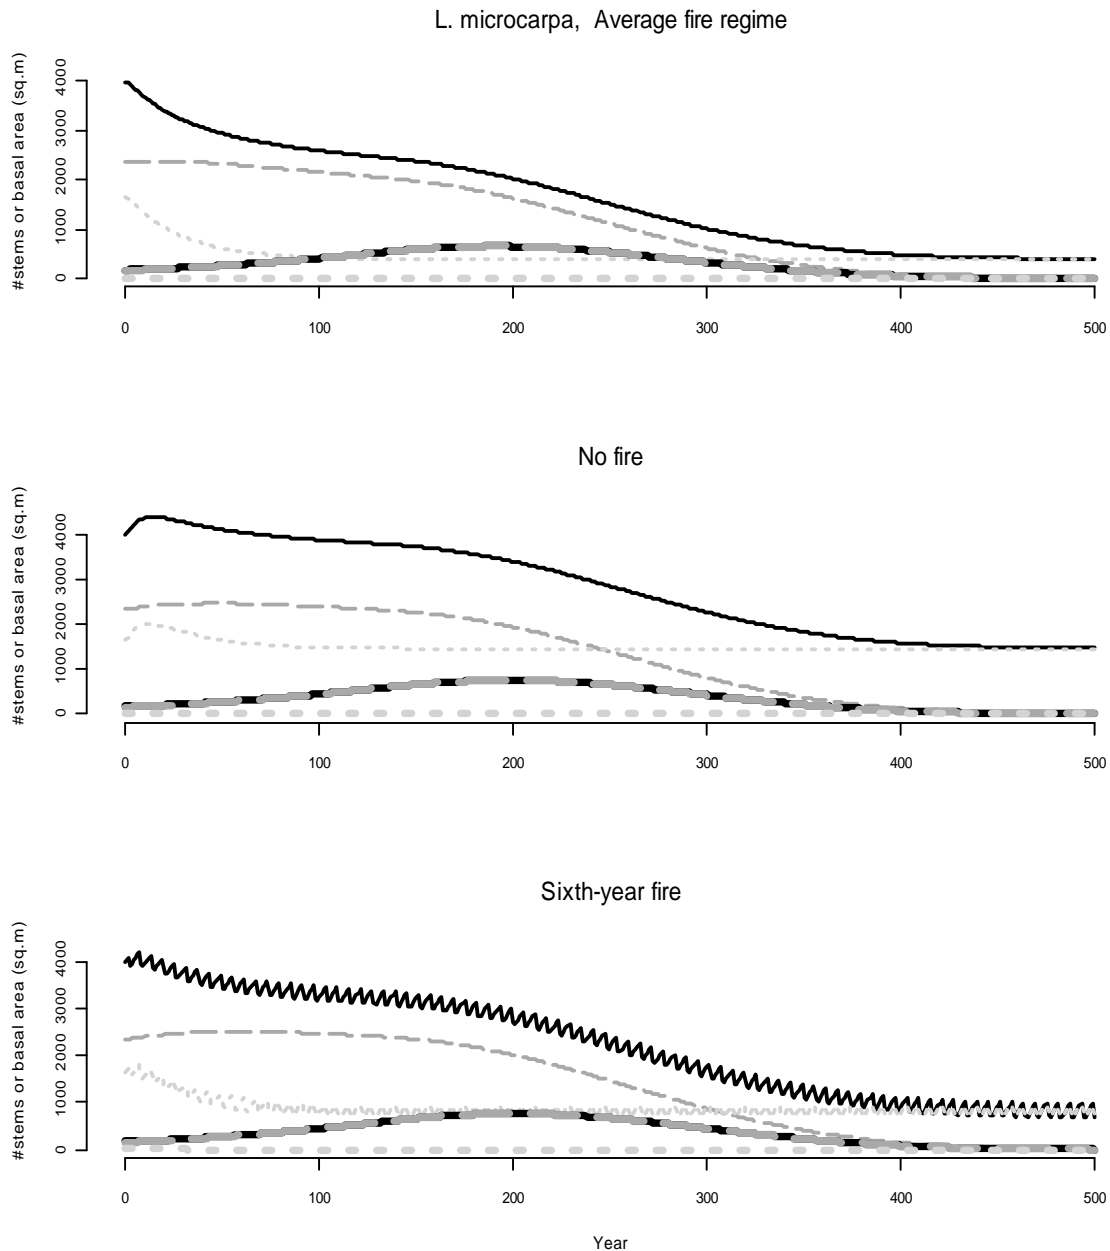 L. microcarpa,  Average fire regime
#stems or basal area (sq.m)
4000
3000
2000
1000
0
0 100 200 300 400 500
No fire
#stems or basal area (sq.m)
4000
3000
2000
1000
0
0 100 200 300 400 500
Sixth-year fire
#stems or basal area (sq.m)
4000
3000
2000
1000
0
0 100 200 300 400 500
Year